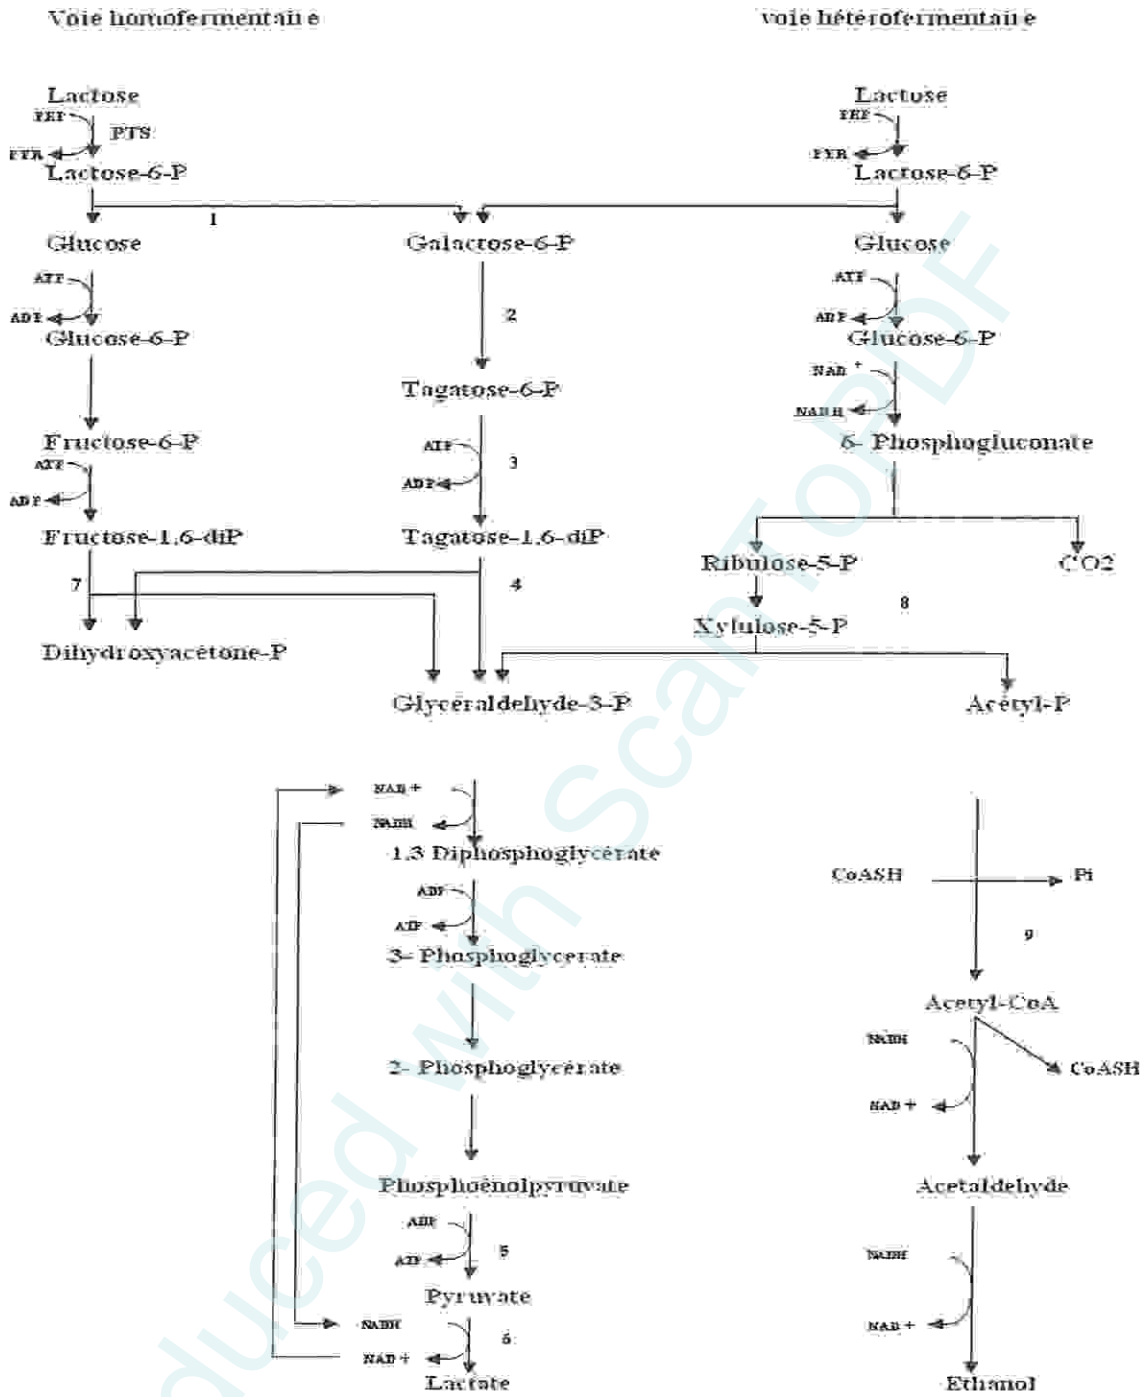 Voie homofermentaire voie hétérofermentaire
Lactose Lactose
PEP PEP
PTS
PYR PYR
Lactose-6-P Lactose-6-P
1
Glucose Galactose-6-P Glucose
ATP ATP
2
ADP ADP
Glucose-6-P Glucose-6-P
NAD +
Tagatose-6-P
NADH
Fructose-6-P 6- Phosphogluconate
ATP ATP
3
ADP ADP
Fructose-1,6-diP Tagatose-1,6-diP
Ribulose-5-P CO2
7 4
8
Xylulose-5-P
Dihydroxyacétone-P
Glycéraldehyde-3-P Acétyl-P
NAD +
NADH
1,3 Diphosphoglycérate
CoASH Pi
ADP
ATP
9
3- Phosphoglycerate
Acetyl-CoA
NADH
2- Phosphoglycérate CoASH
NAD +
Phosphoénolpyruvate Acetaldehyde
ADP
5
ATP NADH
Pyruvate
NADH NAD +
6
NAD +
Lactate Ethanol
duced with ScanToPDF